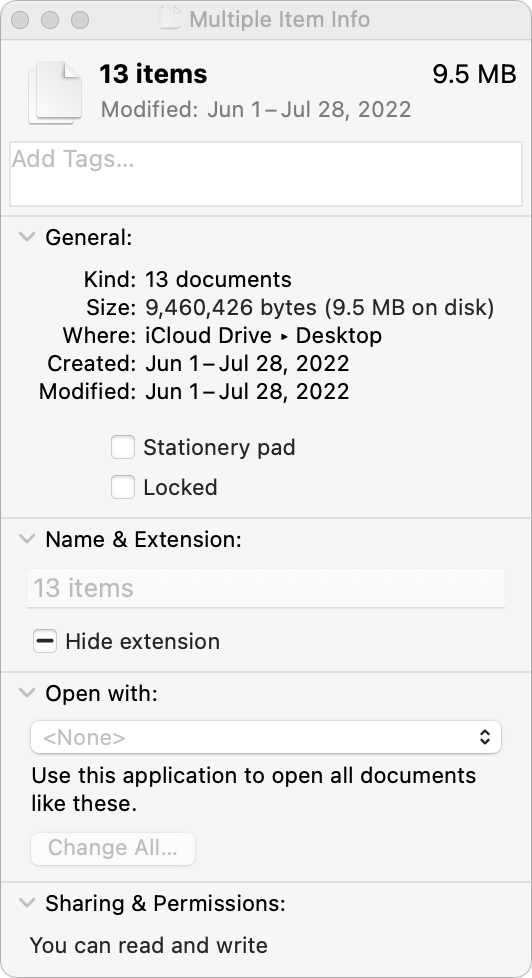 Multiple Item Info
13 items 9.5 MB
Modified: Jun 1 – Jul 28, 2022
Add Tags...
General:
Kind: 13 documents
Size: 9,460,426 bytes (9.5 MB on disk)
Where: iCloud Drive ▸ Desktop
Created: Jun 1 – Jul 28, 2022
Modified: Jun 1 – Jul 28, 2022
Stationery pad
Locked
Name & Extension:
13 items
Hide extension
Open with:
<None>
Use this application to open all documents
like these.
Change All...
Sharing & Permissions:
You can read and write